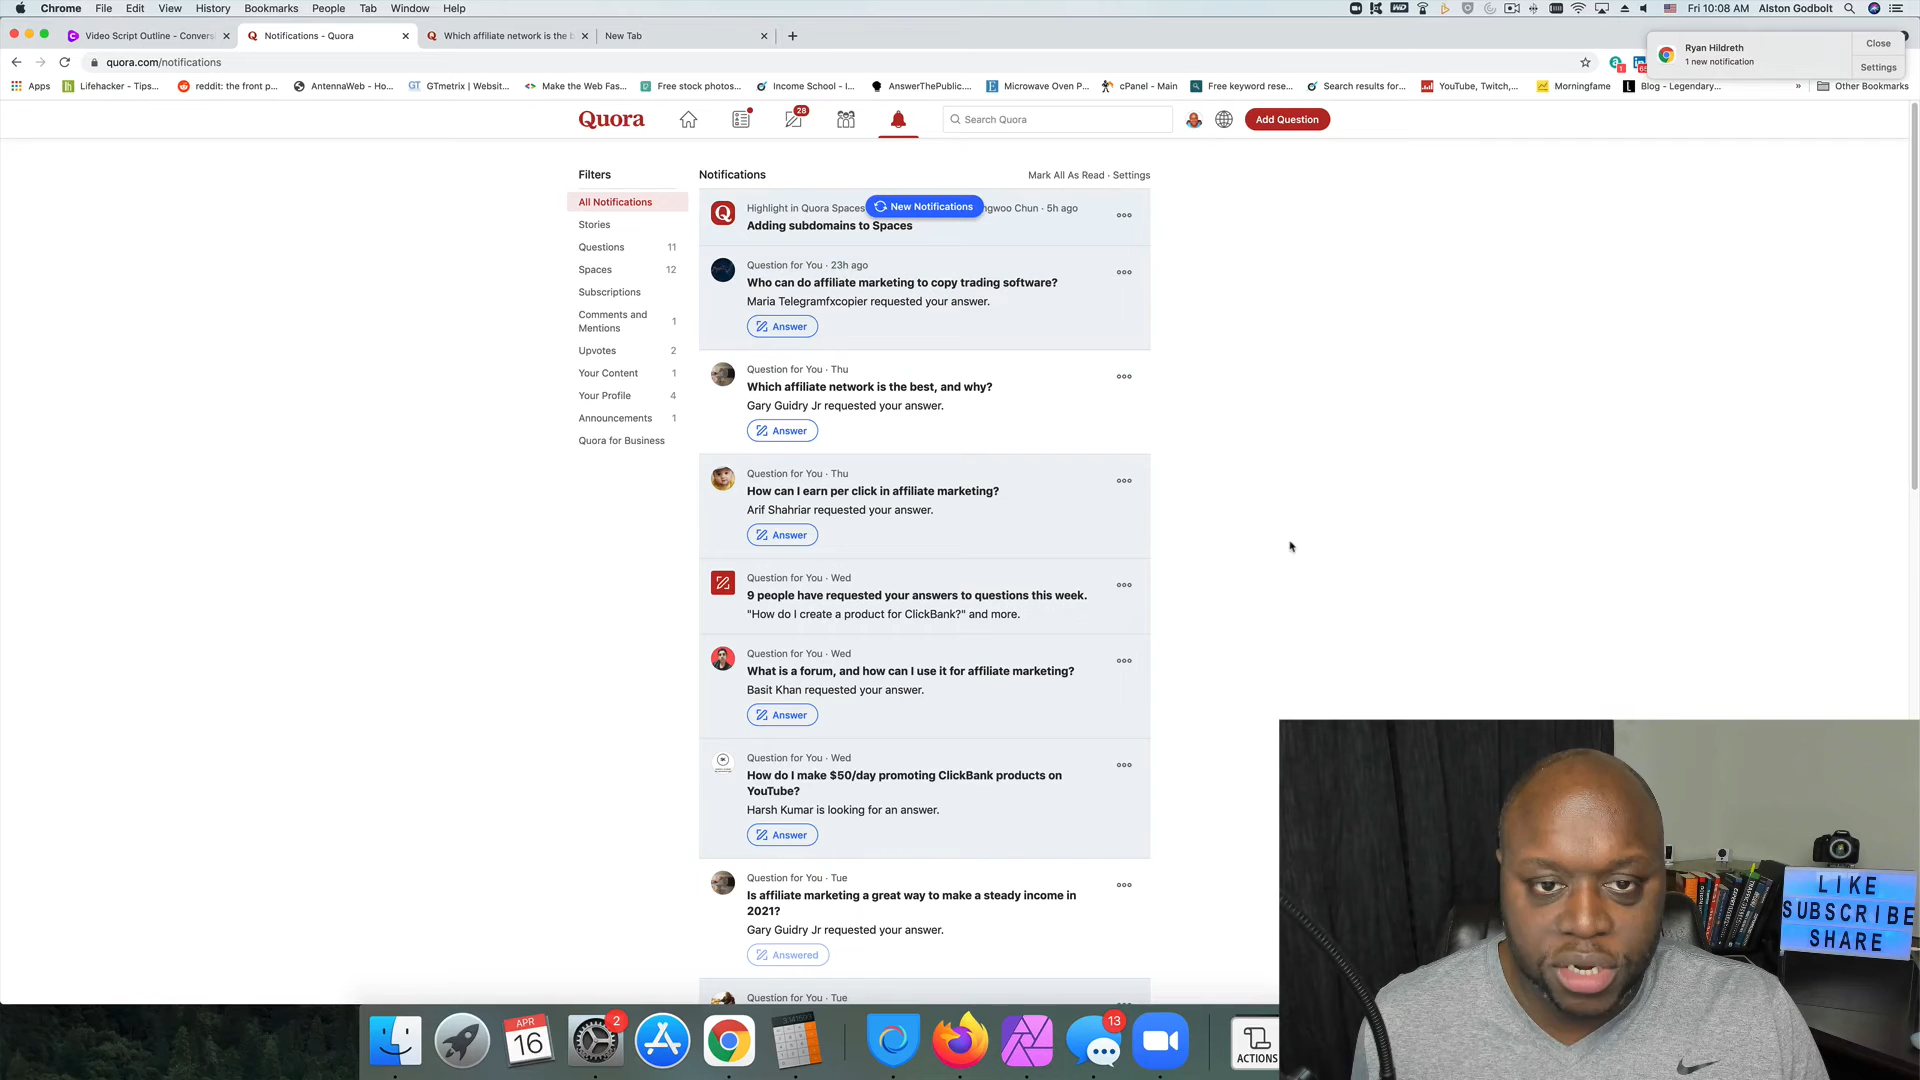 Chrome File Edit View History Bookmarks People Tab Window Help
Fri 10:08 AM Alston Godbolt
Video Script Outline - Convers
Notifications - Quora
Which affiliate network is the b
New Tab
quora.com/notifications
Ryan Hildreth
1 new notification
Close
Settings
Apps
Lifehacker - Tips...
reddit: the front p...
AntennaWeb - Ho...
GTmetrix | Websit...
Make the Web Fas...
Free stock photos...
Income School - I...
AnswerThePublic....
Microwave Oven P...
cPanel - Main
Free keyword rese...
Search results for...
YouTube, Twitch,...
Morningfame
Blog - Legendary...
»
Other Bookmarks
Quora
28
Search Quora
Add Question
Filters
All Notifications
Stories
Questions 11
Spaces 12
Subscriptions
Comments and
Mentions 1
Upvotes 2
Your Content 1
Your Profile 4
Announcements 1
Quora for Business
Notifications
Mark All As Read · Settings
Highlight in Quora Spaces
New Notifications
ngwoo Chun · 5h ago
Adding subdomains to Spaces
Question for You · 23h ago
Who can do affiliate marketing to copy trading software?
Maria Telegramfxcopier requested your answer.
Answer
Question for You · Thu
Which affiliate network is the best, and why?
Gary Guidry Jr requested your answer.
Answer
Question for You · Thu
How can I earn per click in affiliate marketing?
Arif Shahriar requested your answer.
Answer
Question for You · Wed
9 people have requested your answers to questions this week.
"How do I create a product for ClickBank?" and more.
Question for You · Wed
What is a forum, and how can I use it for affiliate marketing?
Basit Khan requested your answer.
Answer
Question for You · Wed
How do I make $50/day promoting ClickBank products on
YouTube?
Harsh Kumar is looking for an answer.
Answer
Question for You · Tue
Is affiliate marketing a great way to make a steady income in
2021?
Gary Guidry Jr requested your answer.
Answered
Question for You · Tue
LIKE
SUBSCRIBE
SHARE
APR
16
2
13
ACTIONS